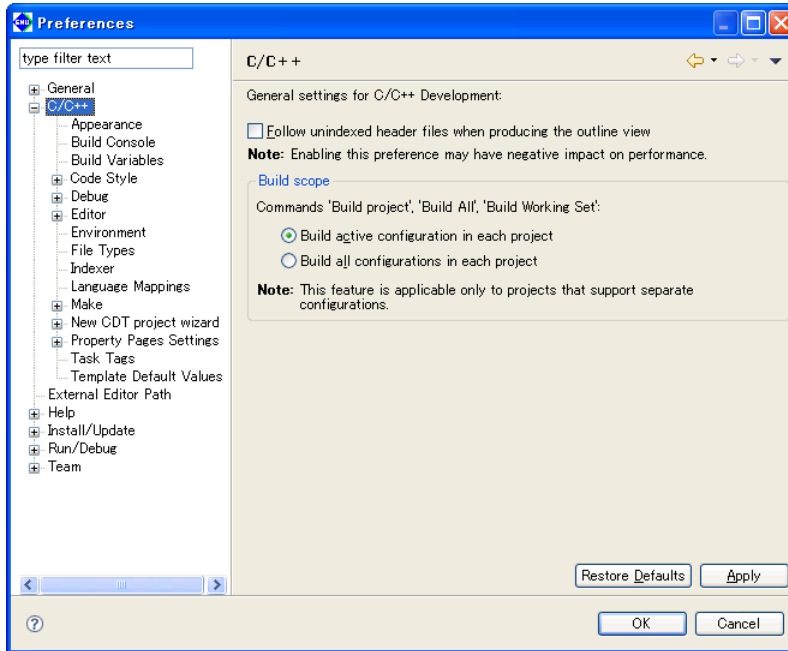 GNU Preferences
type filter text
General
C/C++
Appearance
Build Console
Build Variables
Code Style
Debug
Editor
Environment
File Types
Indexer
Language Mappings
Make
New CDT project wizard
Property Pages Settings
Task Tags
Template Default Values
External Editor Path
Help
Install/Update
Run/Debug
Team
C/C++
General settings for C/C++ Development:
Follow unindexed header files when producing the outline view
Note: Enabling this preference may have negative impact on performance.
Build scope
Commands 'Build project', 'Build All', 'Build Working Set':
Build active configuration in each project
Build all configurations in each project
Note: This feature is applicable only to projects that support separate
configurations.
Restore Defaults
Apply
?
OK
Cancel